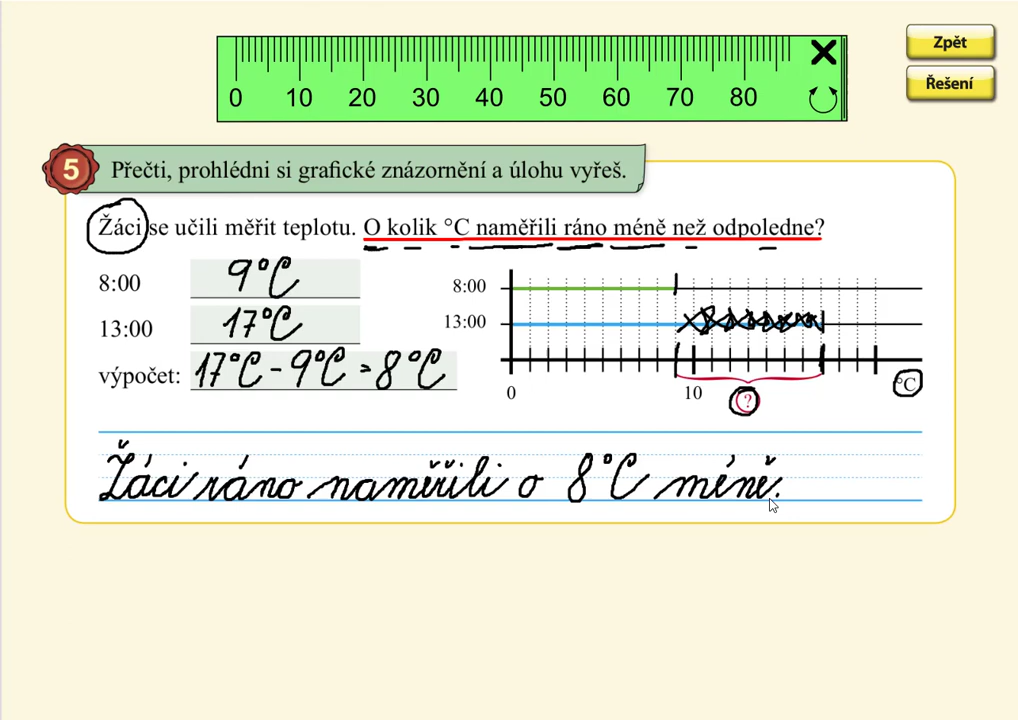 Zpět
0 10 20 30 40 50 60 70 80
Řešení
5 Přečti, prohlédni si grafické znázornění a úlohu vyřeš.
Žáci se učili měřit teplotu. O kolik °C naměřili ráno méně než odpoledne?
8:00 9°C
13:00 17°C
výpočet: 17°C - 9°C = 8°C
8:00
13:00
0 10 °C
?
Žáci ráno naměřili o 8°C méně.